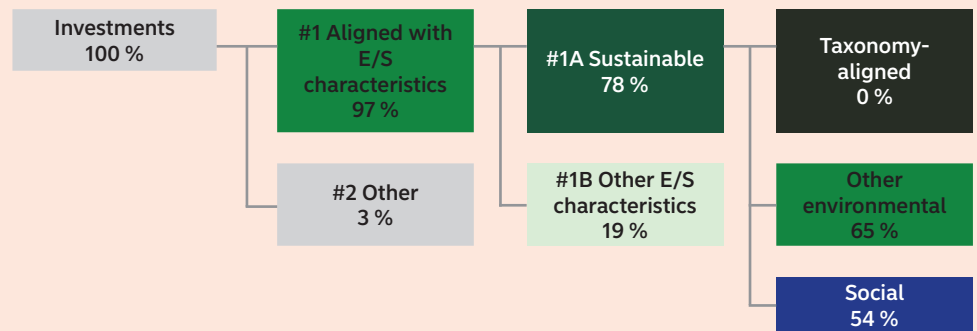 Investments
100 %
#1 Aligned with
E/S
characteristics
97 %
#2 Other
3 %
#1A Sustainable
78 %
#1B Other E/S
characteristics
19 %
Taxonomy-
aligned
0 %
Other
environmental
65 %
Social
54 %